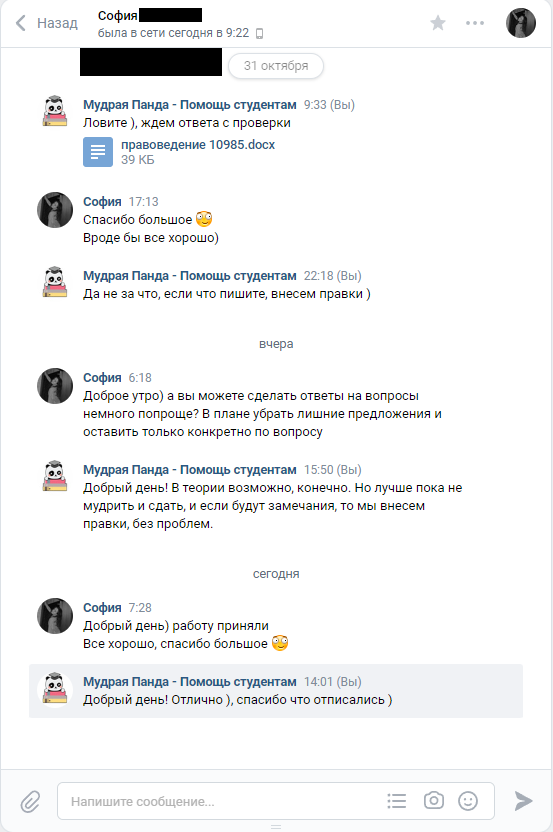 Назад
София
была в сети сегодня в 9:22
31 октября
Мудрая Панда - Помощь студентам 9:33 (Вы)
Ловите ), ждем ответа с проверки
правоведение 10985.docx
39 КБ
София 17:13
Спасибо большое
Вроде бы все хорошо)
Мудрая Панда - Помощь студентам 22:18 (Вы)
Да не за что, если что пишите, внесем правки )
вчера
София 6:18
Доброе утро) а вы можете сделать ответы на вопросы
немного попроще? В плане убрать лишние предложения и
оставить только конкретно по вопросу
Мудрая Панда - Помощь студентам 15:50 (Вы)
Добрый день! В теории возможно, конечно. Но лучше пока не
мудрить и сдать, и если будут замечания, то мы внесем
правки, без проблем.
сегодня
София 7:28
Добрый день) работу приняли
Все хорошо, спасибо большое
Мудрая Панда - Помощь студентам 14:01 (Вы)
Добрый день! Отлично ), спасибо что отписались )
Напишите сообщение...